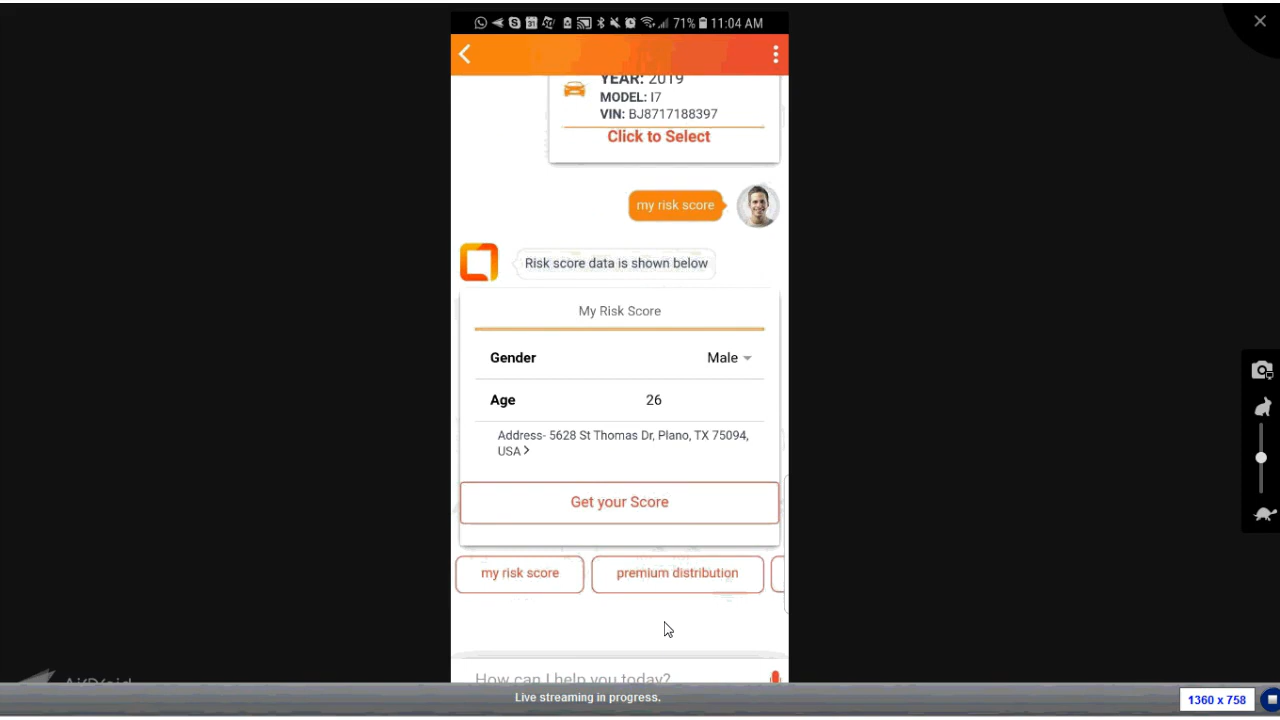 71% 11:04 AM
YEAR: 2019
MODEL: I7
VIN: BJ8717188397
Click to Select
my risk score
Risk score data is shown below
My Risk Score
Gender Male
Age 26
Address- 5628 St Thomas Dr, Plano, TX 75094,
USA >
Get your Score
my risk score premium distribution
How can I help you today?
AirDroid
Live streaming in progress.
1360 x 758